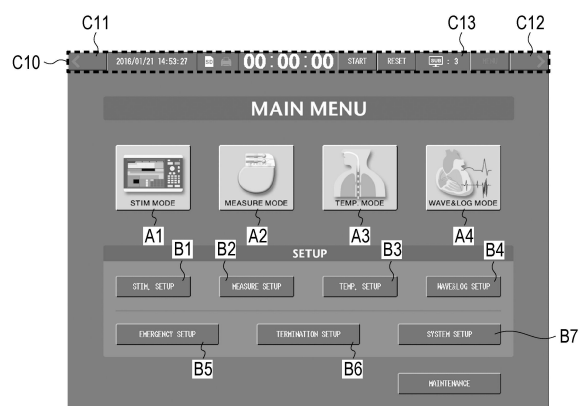 C11 C13 C12
C10 2016/01/21 14:53:27 SD 00:00:00 START RESET SUB : 3
MAIN MENU
STIM MODE MEASURE MODE TEMP. MODE WAVE&LOG MODE
A1 A2 A3 A4
B1 B2 B3 B4
SETUP
STIM. SETUP MEASURE SETUP TEMP. SETUP WAVE&LOG SETUP
EMERGENCY SETUP TERMINATION SETUP SYSTEM SETUP B7
B5 B6
MAINTENANCE